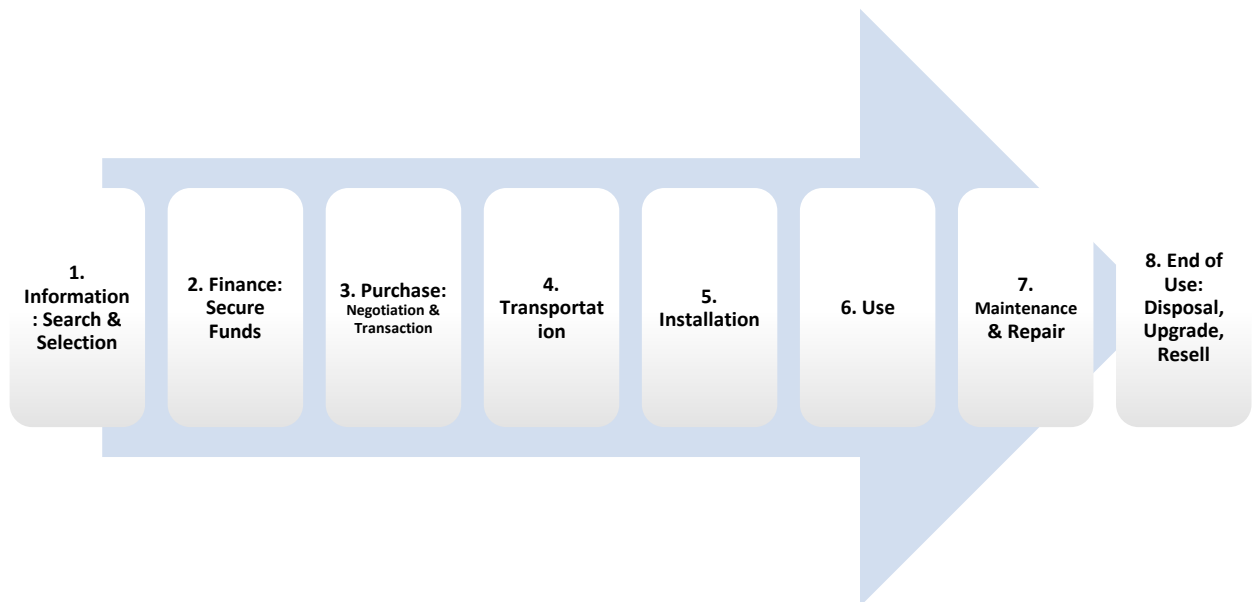 1.
Information
: Search &
Selection
2. Finance:
Secure
Funds
3. Purchase:
Negotiation &
Transaction
4.
Transportat
ion
5.
Installation
6. Use
7.
Maintenance
& Repair
8. End of
Use:
Disposal,
Upgrade,
Resell